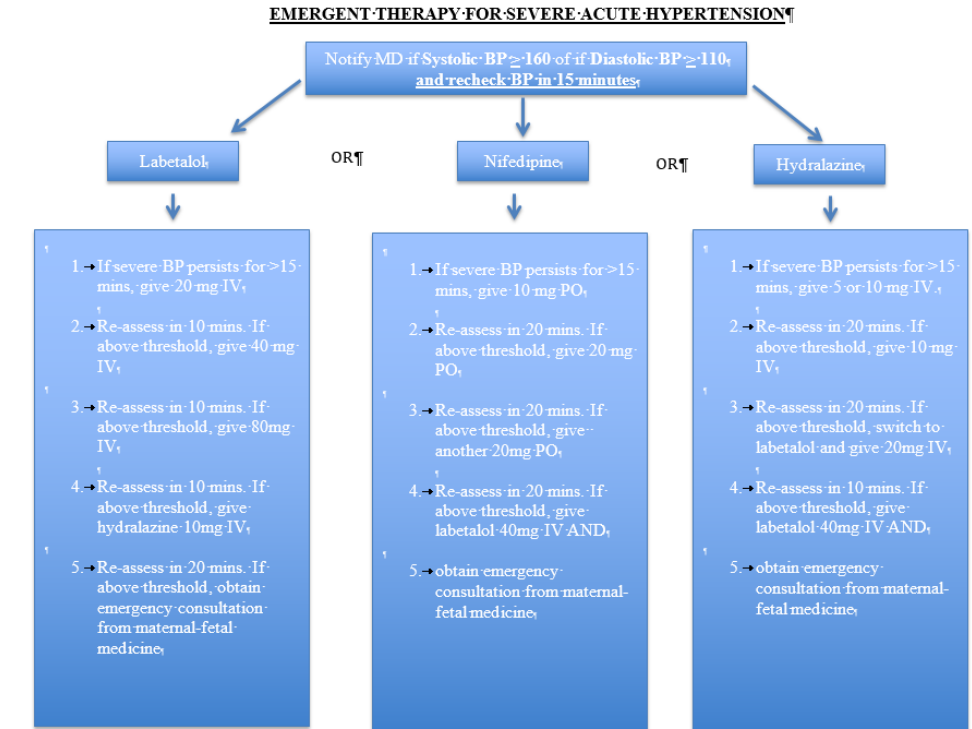 EMERGENT·THERAPY·FOR·SEVERE·ACUTE·HYPERTENSION¶
Notify·MD·if·Systolic·BP·≥·160·of·if·Diastolic·BP·≥·110,
and·recheck·BP·in·15·minutes
Labetalol
OR¶
Nifedipine
OR¶
Hydralazine
1.→If·severe·BP·persists·for·>15·
mins,·give·20·mg·IV
2.→Re-assess·in·10·mins.·If·
above·threshold,·give·40·mg·
IV
3.→Re-assess·in·10·mins.·If·
above·threshold,·give·80mg·
IV
4.→Re-assess·in·10·mins.·If·
above·threshold,·give·
hydralazine·10mg·IV
5.→Re-assess·in·20·mins.·If·
above·threshold,·obtain·
emergency·consultation·
from·maternal-fetal·
medicine
1.→If·severe·BP·persists·for·>15·
mins,·give·10·mg·PO
2.→Re-assess·in·20·mins.·If·
above·threshold,·give·20·mg·
PO
3.→Re-assess·in·20·mins.·If·
above·threshold,·give··
another·20mg·PO
4.→Re-assess·in·20·mins.·If·
above·threshold,·give·
labetalol·40mg·IV·AND
5.→obtain·emergency·
consultation·from·maternal-
fetal·medicine
1.→If·severe·BP·persists·for·>15·
mins,·give·5·or·10·mg·IV.
2.→Re-assess·in·20·mins.·If·
above·threshold,·give·10·mg·
IV
3.→Re-assess·in·20·mins.·If·
above·threshold,·switch·to·
labetalol·and·give·20mg·IV
4.→Re-assess·in·10·mins.·If·
above·threshold,·give·
labetalol·40mg·IV·AND
5.→obtain·emergency·
consultation·from·maternal-
fetal·medicine